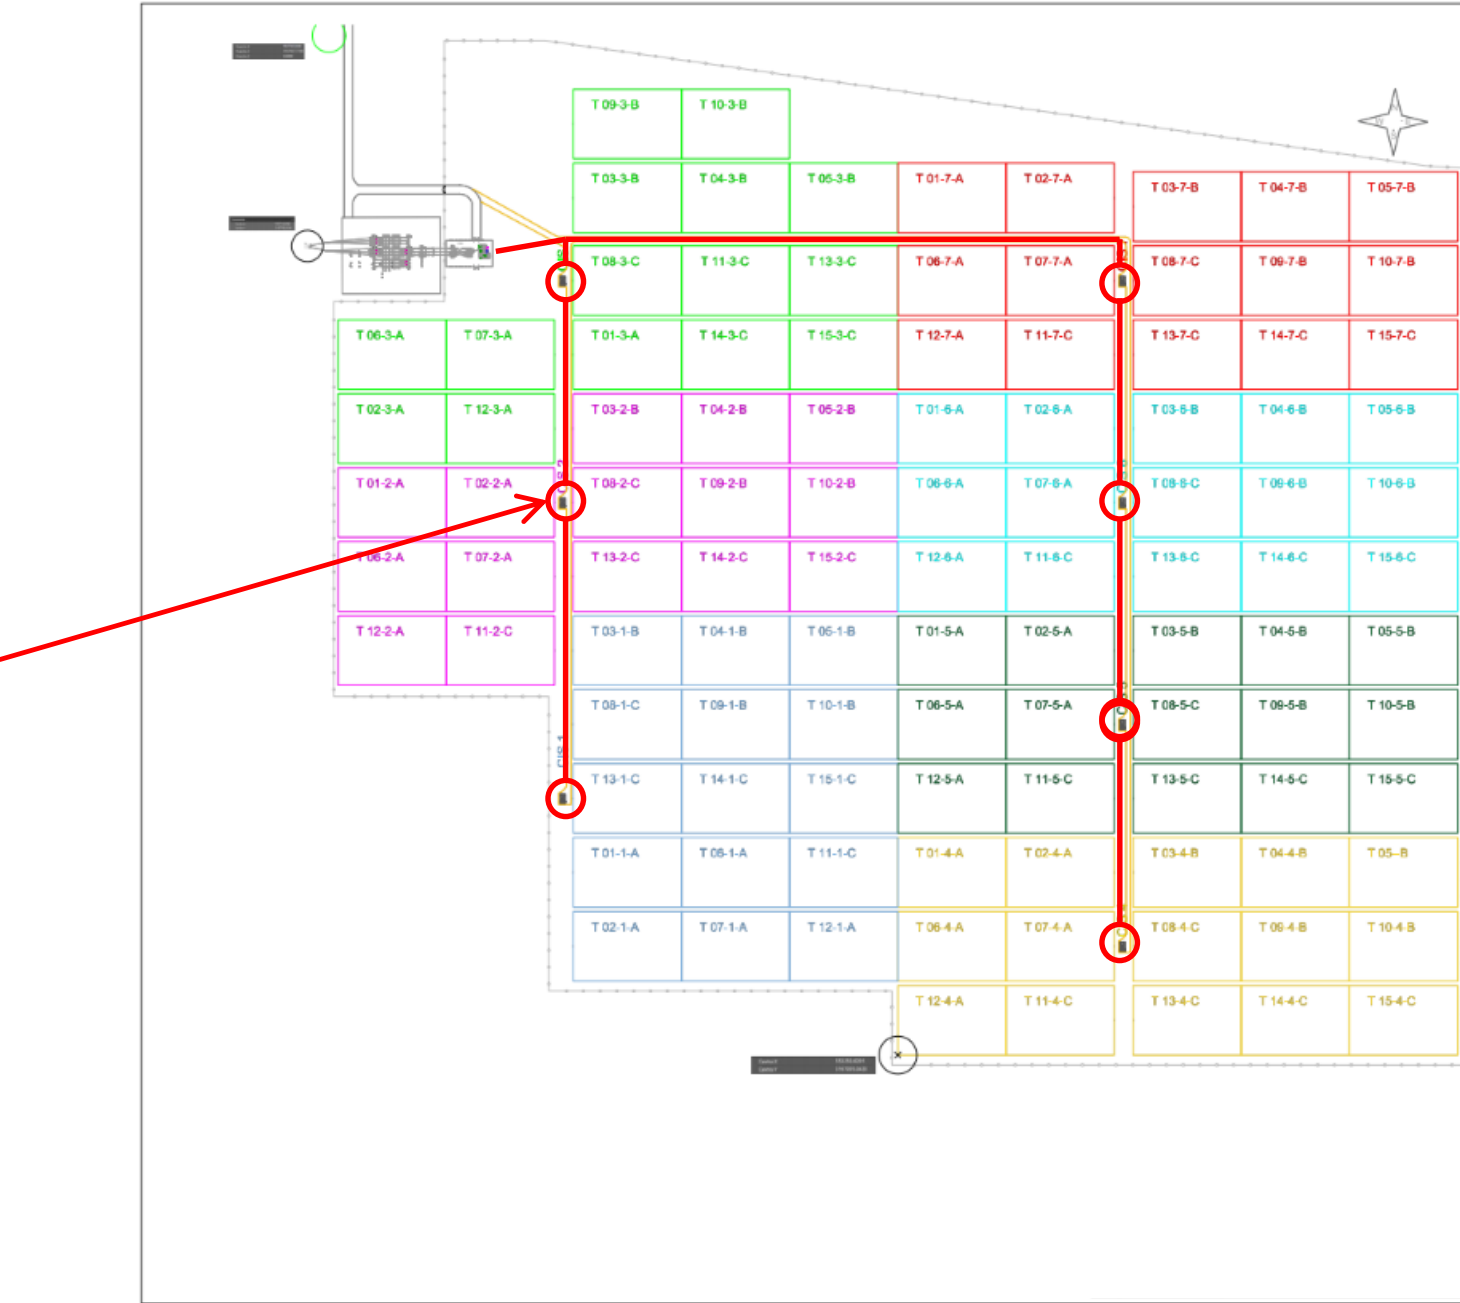 T 09-3-B T 10-3-B
T 03-3-B T 04-3-B T 05-3-B T 01-7-A T 02-7-A T 03-7-B T 04-7-B T 05-7-B
T 08-3-C T 11-3-C T 13-3-C T 06-7-A T 07-7-A T 08-7-C T 09-7-B T 10-7-B
T 06-3-A T 07-3-A T 01-3-A T 14-3-C T 15-3-C T 12-7-A T 11-7-C T 13-7-C T 14-7-C T 15-7-C
T 02-3-A T 12-3-A T 03-2-B T 04-2-B T 05-2-B T 01-6-A T 02-6-A T 03-6-B T 04-6-B T 05-6-B
T 01-2-A T 02-2-A T 08-2-C T 09-2-B T 10-2-B T 06-6-A T 07-6-A T 08-6-C T 09-6-B T 10-6-B
T 06-2-A T 07-2-A T 13-2-C T 14-2-C T 15-2-C T 12-6-A T 11-6-C T 13-6-C T 14-6-C T 15-6-C
T 12-2-A T 11-2-C T 03-1-B T 04-1-B T 05-1-B T 01-5-A T 02-5-A T 03-5-B T 04-5-B T 05-5-B
T 08-1-C T 09-1-B T 10-1-B T 06-5-A T 07-5-A T 08-5-C T 09-5-B T 10-5-B
T 13-1-C T 14-1-C T 15-1-C T 12-5-A T 11-5-C T 13-5-C T 14-5-C T 15-5-C
T 01-1-A T 06-1-A T 11-1-C T 01-4-A T 02-4-A T 03-4-B T 04-4-B T 05--B
T 02-1-A T 07-1-A T 12-1-A T 06-4-A T 07-4-A T 08-4-C T 09-4-B T 10-4-B
T 12-4-A T 11-4-C T 13-4-C T 14-4-C T 15-4-C